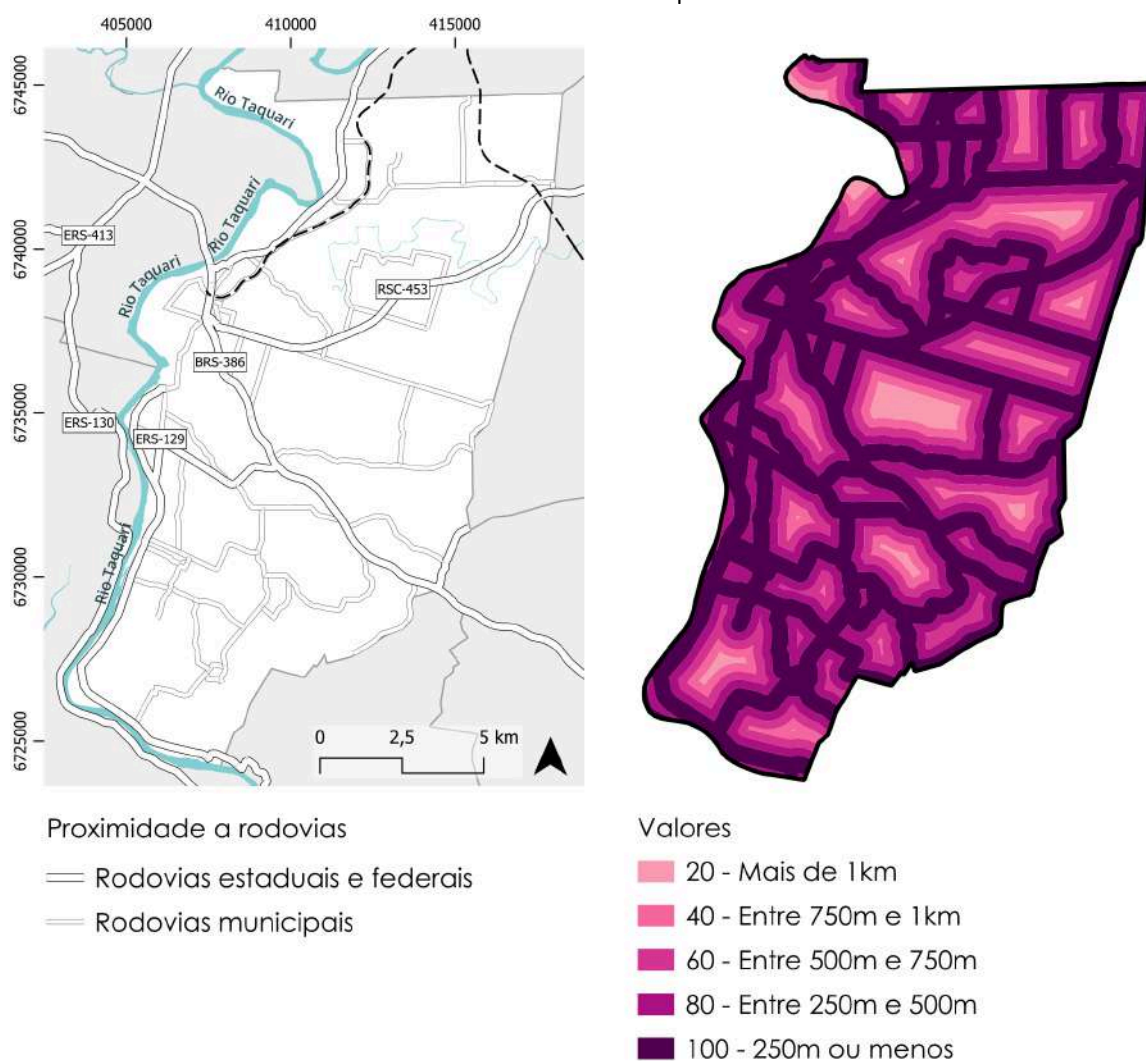 405000 410000 415000
6745000
6740000
6735000
6730000
6725000
Rio Taquari
Rio Taquari
Rio Taquari
Rio Taquari
ERS-413
RSC-453
BRS-386
ERS-130
ERS-129
0 2,5 5 km
Proximidade a rodovias
Rodovias estaduais e federais
Rodovias municipais
Valores
20 - Mais de 1km
40 - Entre 750m e 1km
60 - Entre 500m e 750m
80 - Entre 250m e 500m
100 - 250m ou menos